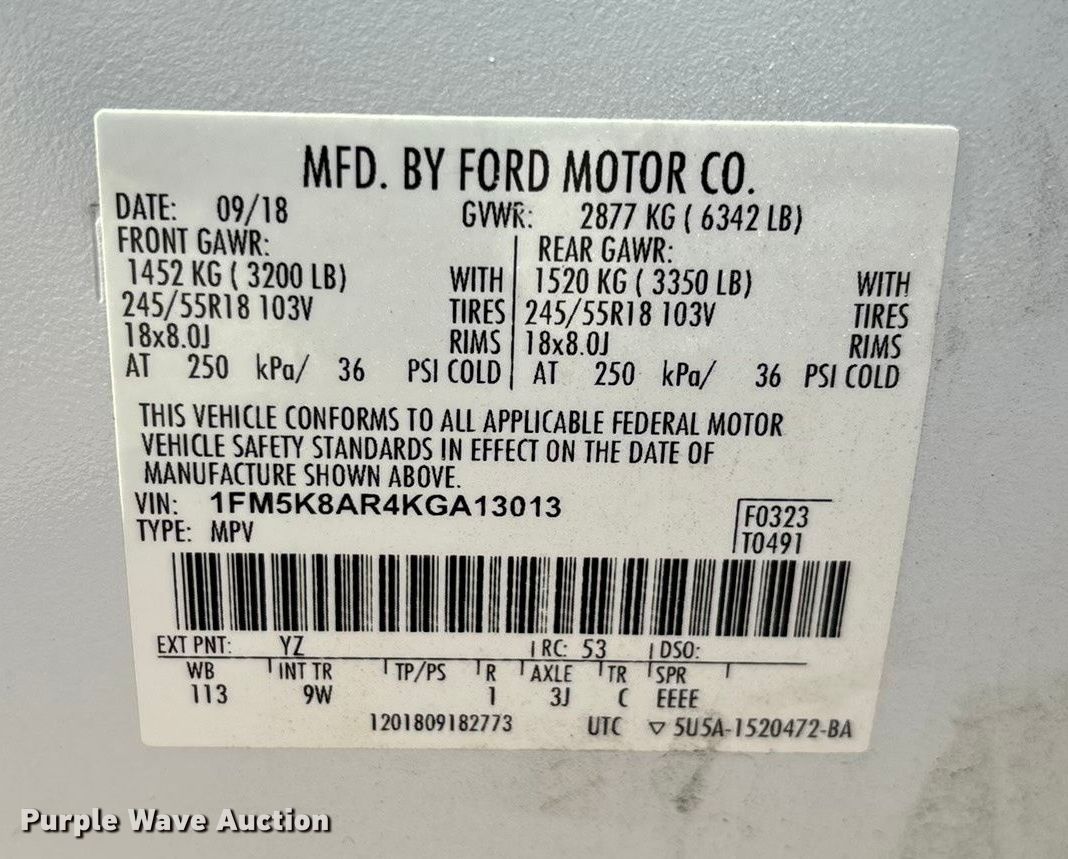 MFD. BY FORD MOTOR CO.
DATE: 09/18 GVWR: 2877 KG ( 6342 LB)
FRONT GAWR: REAR GAWR:
1452 KG ( 3200 LB) WITH 1520 KG ( 3350 LB) WITH
245/55R18 103V TIRES 245/55R18 103V TIRES
18x8.0J RIMS 18x8.0J RIMS
AT 250 kPa/ 36 PSI COLD AT 250 kPa/ 36 PSI COLD
THIS VEHICLE CONFORMS TO ALL APPLICABLE FEDERAL MOTOR
VEHICLE SAFETY STANDARDS IN EFFECT ON THE DATE OF
MANUFACTURE SHOWN ABOVE.
VIN: 1FM5K8AR4KGA13013
TYPE: MPV
F0323
T0491
EXT PNT: YZ RC: 53 DSO:
WB INT TR TP/PS R AXLE TR SPR
113 9W 1 3J C EEEE
1201809182773 UTC ▽ 5U5A-1520472-BA
Purple Wave Auction